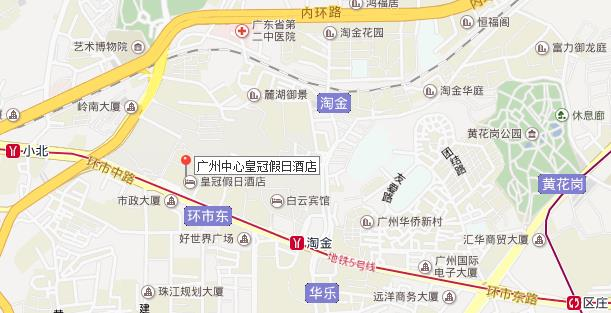 内环路
鸿福居
广东省第
二中医院
淘金花园
恒福阁
艺术博物院
富力御龙庭
麓湖御景
淘金
淘金华庭
岭南大厦
休息廊
黄花岗公园
小北
环市中路
广州中心皇冠假日酒店
皇冠假日酒店
团结路
友爱路
黄花岗
市政大厦
白云宾馆
环市东
广州华侨新村
好世界广场
淘金
汇华商贸大厦
地铁5号线
广州国际
电子大厦
珠江规划大厦
华乐
远洋商务大厦
环市东路
区庄
建